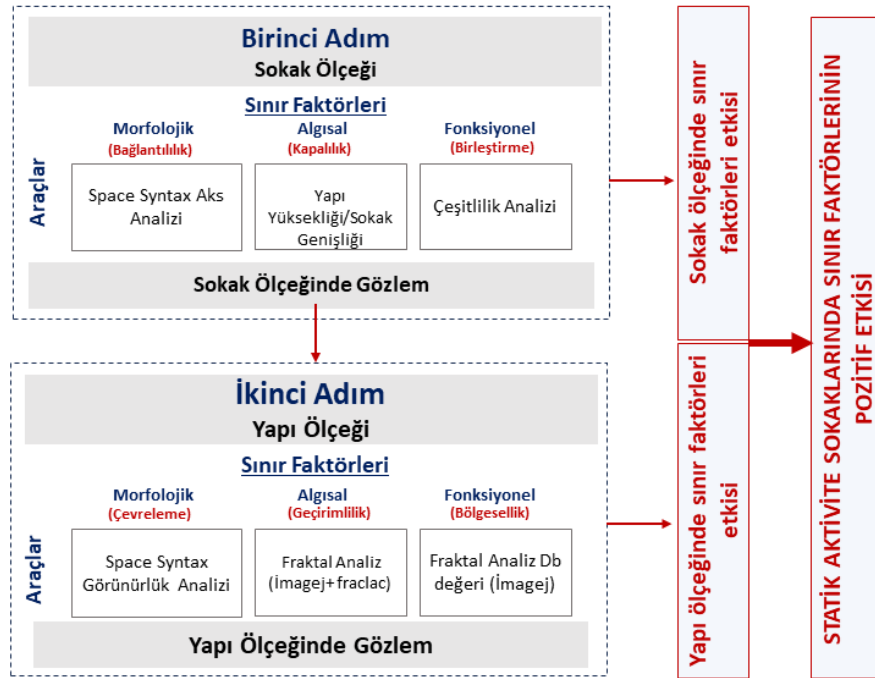 Birinci Adım
Sokak Ölçeği
Sınır Faktörleri
Araçlar
Morfolojik
(Bağlantılılık)
Space Syntax Aks
Analizi
Algısal
(Kapalılık)
Yapı
Yüksekliği/Sokak
Genişliği
Fonksiyonel
(Birleştirme)
Çeşitlilik Analizi
Sokak Ölçeğinde Gözlem
İkinci Adım
Yapı Ölçeği
Sınır Faktörleri
Araçlar
Morfolojik
(Çevreleme)
Space Syntax
Görünürlük Analizi
Algısal
(Geçirimlilik)
Fraktal Analiz
(İmagej+fraclac)
Fonksiyonel
(Bölgesellik)
Fraktal Analiz Db
değeri (İmagej)
Yapı Ölçeğinde Gözlem
Sokak ölçeğinde sınır
faktörleri etkisi
Yapı ölçeğinde sınır faktörleri
etkisi
STATİK AKTİVİTE SOKAKLARINDA SINIR FAKTÖRLERİNİN
POZİTİF ETKİSİ